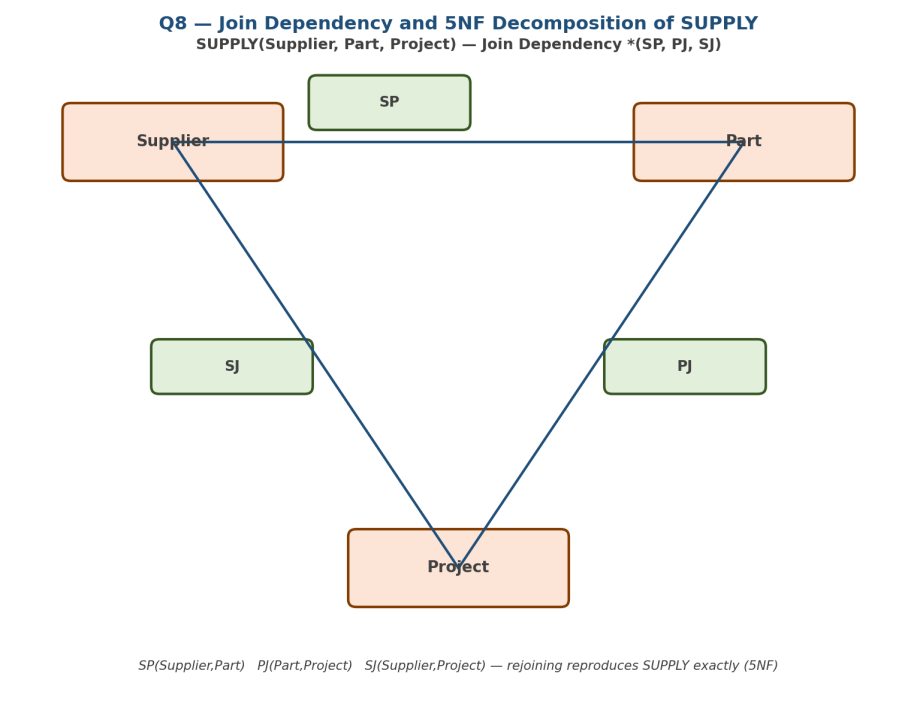 Q8 — Join Dependency and 5NF Decomposition of SUPPLY
SUPPLY(Supplier, Part, Project) — Join Dependency *(SP, PJ, SJ)
SP
Supplier
Part
SJ
PJ
Project
SP(Supplier,Part)   PJ(Part,Project)   SJ(Supplier,Project) — rejoining reproduces SUPPLY exactly (5NF)